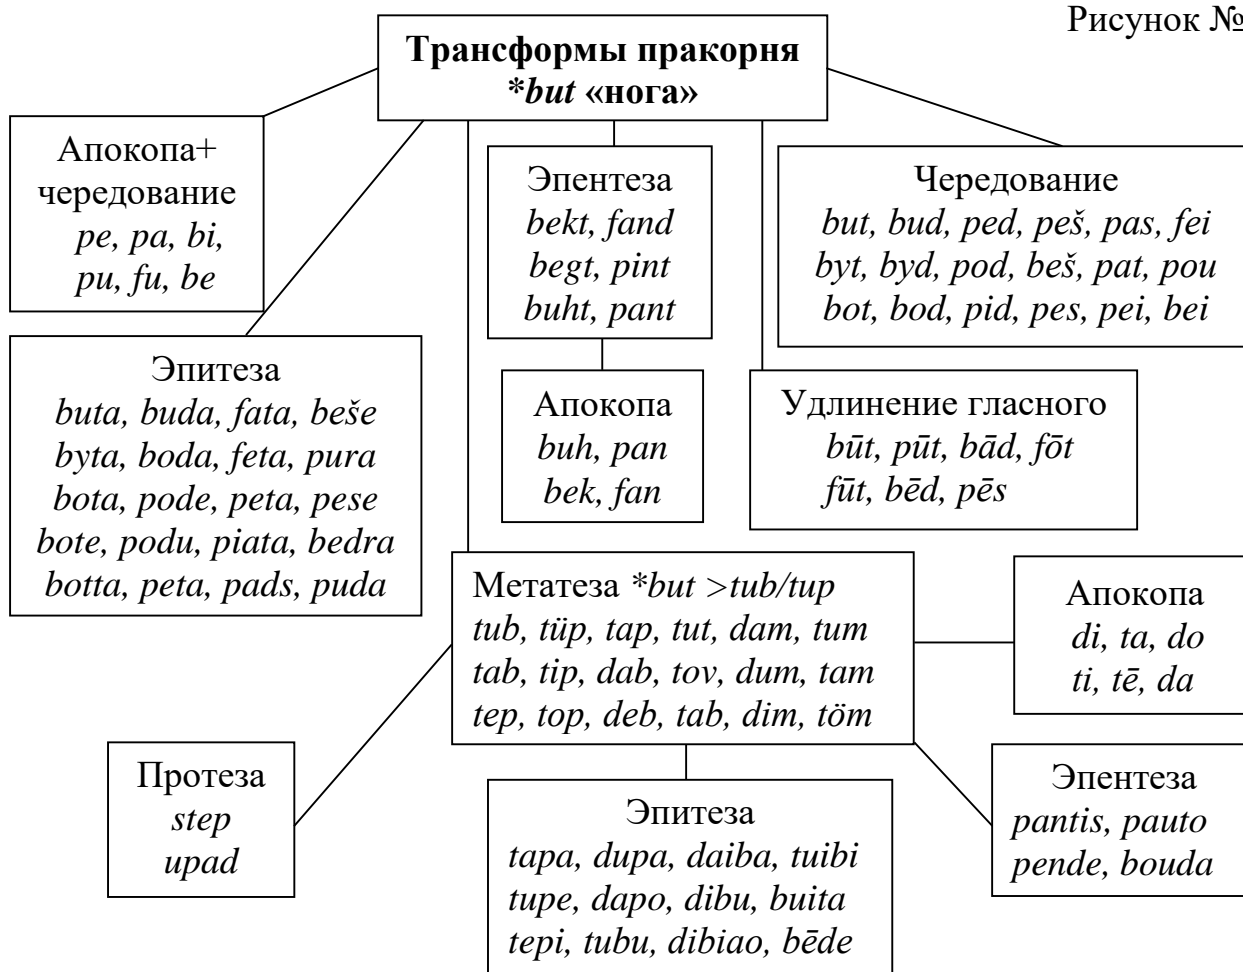 Рисунок №
Трансформы пракорня
*but «нога»
Апокопа+
чередование
pe, pa, bi,
pu, fu, be
Эпентеза
bekt, fand
begt, pint
buht, pant
Чередование
but, bud, ped, peš, pas, fei
byt, byd, pod, beš, pat, pou
bot, bod, pid, pes, pei, bei
Эпитеза
buta, buda, fata, beše
byta, boda, feta, pura
bota, pode, peta, pese
bote, podu, piata, bedra
botta, peta, pads, puda
Апокопа
buh, pan
bek, fan
Удлинение гласного
būt, pūt, bād, fōt
fūt, bēd, pēs
Метатеза *but >tub/tup
tub, tüp, tap, tut, dam, tum
tab, tip, dab, tov, dum, tam
tep, top, deb, tab, dim, töm
Апокопа
di, ta, do
ti, tē, da
Протеза
step
upad
Эпитеза
tapa, dupa, daiba, tuibi
tupe, dapo, dibu, buita
tepi, tubu, dibiao, bēde
Эпентеза
pantis, pauto
pende, bouda